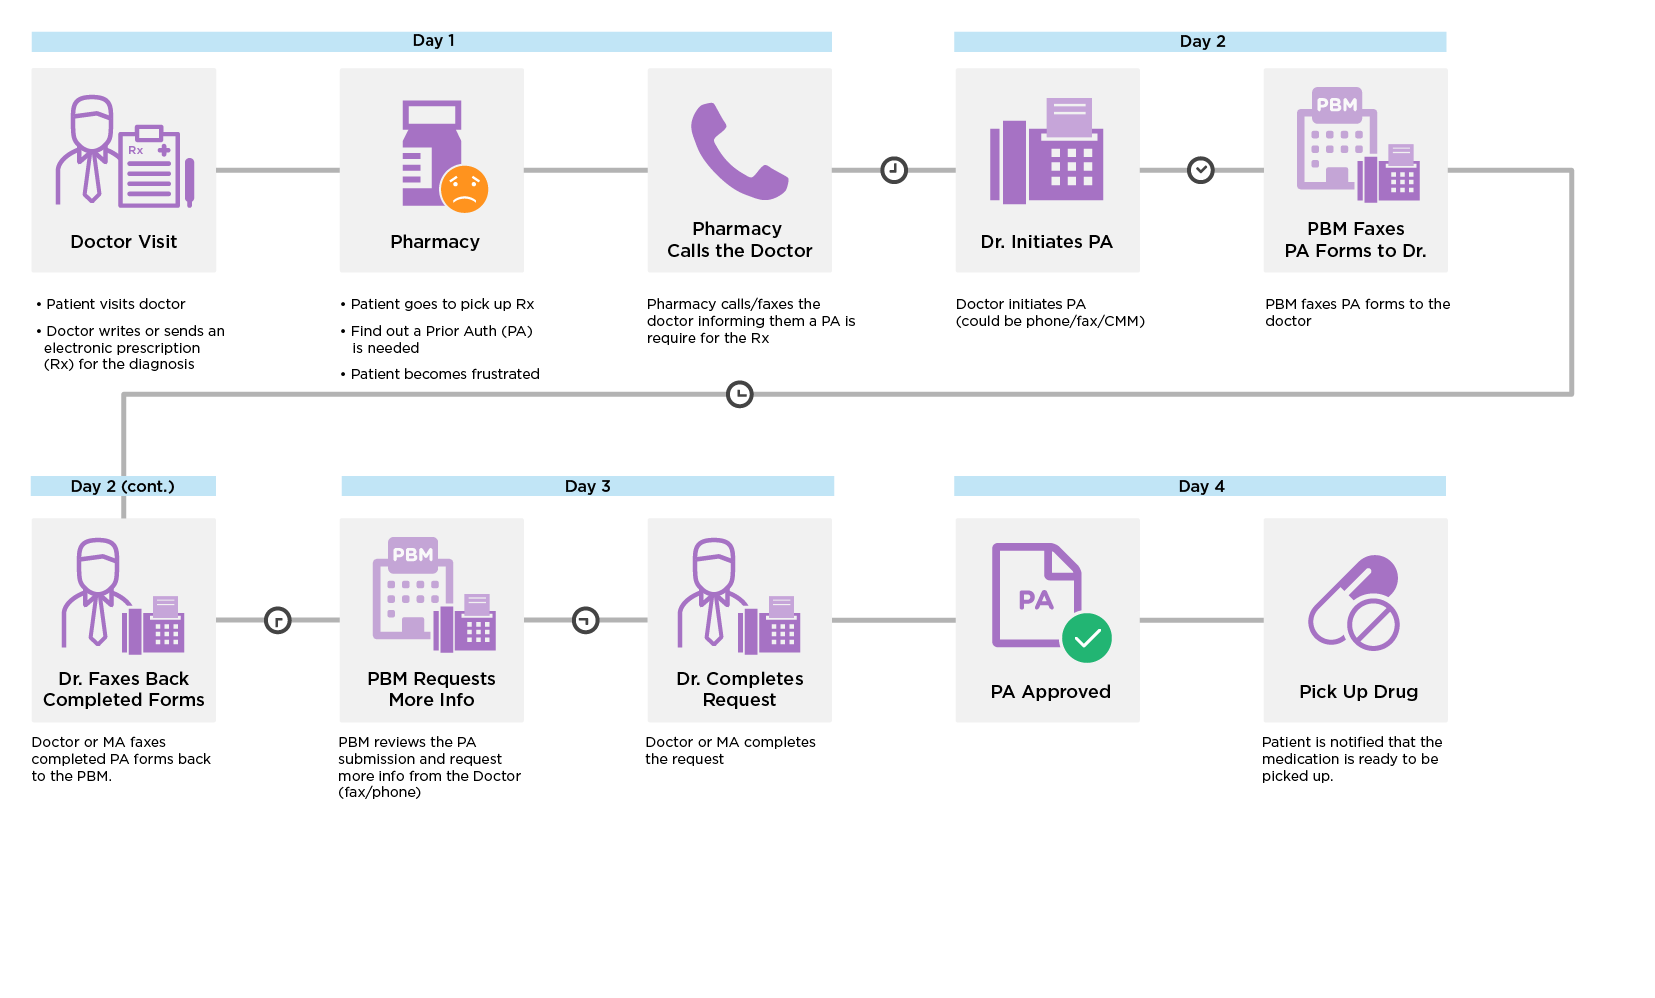 Day 1
Day 2
Rx
PBM
Doctor Visit
Pharmacy
Pharmacy
Calls the Doctor
Dr. Initiates PA
PBM Faxes
PA Forms to Dr.
• Patient visits doctor
• Doctor writes or sends an
electronic prescription
(Rx) for the diagnosis
• Patient goes to pick up Rx
• Find out a Prior Auth (PA)
is needed
• Patient becomes frustrated
Pharmacy calls/faxes the
doctor informing them a PA is
require for the Rx
Doctor initiates PA
(could be phone/fax/CMM)
PBM faxes PA forms to the
doctor
Day 2 (cont.)
Day 3
Day 4
PBM
PA
Dr. Faxes Back
Completed Forms
PBM Requests
More Info
Dr. Completes
Request
PA Approved
Pick Up Drug
Doctor or MA faxes
completed PA forms back
to the PBM.
PBM reviews the PA
submission and request
more info from the Doctor
(fax/phone)
Doctor or MA completes
the request
Patient is notified that the
medication is ready to be
picked up.